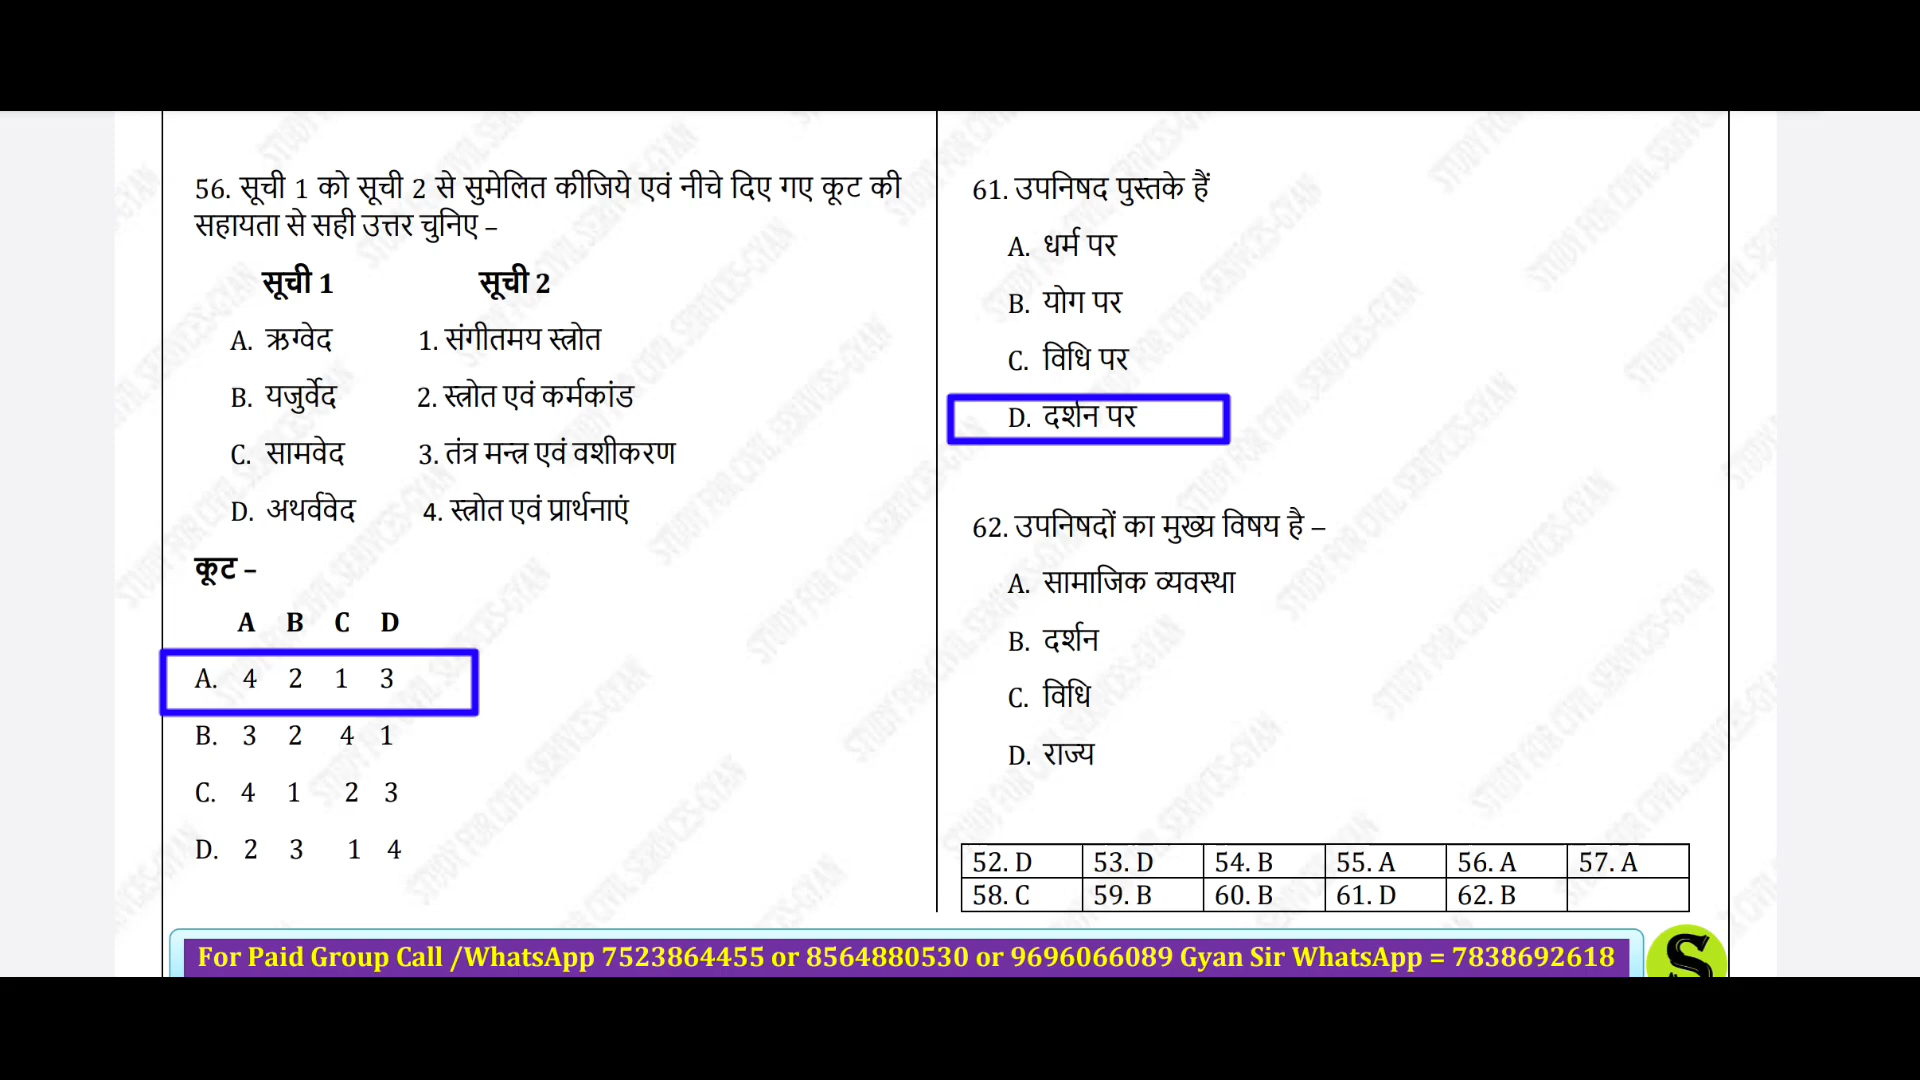 56. सूची 1 को सूची 2 से सुमेलित कीजिये एवं नीचे दिए गए कूट की
सहायता से सही उत्तर चुनिए –
सूची 1 सूची 2
A. ऋग्वेद 1. संगीतमय स्त्रोत
B. यजुर्वेद 2. स्त्रोत एवं कर्मकांड
C. सामवेद 3. तंत्र मन्त्र एवं वशीकरण
D. अथर्ववेद 4. स्त्रोत एवं प्रार्थनाएं
कूट –
A B C D
A. 4 2 1 3
B. 3 2 4 1
C. 4 1 2 3
D. 2 3 1 4
61. उपनिषद पुस्तके हैं
A. धर्म पर
B. योग पर
C. विधि पर
D. दर्शन पर
62. उपनिषदों का मुख्य विषय है –
A. सामाजिक व्यवस्था
B. दर्शन
C. विधि
D. राज्य
52. D 53. D 54. B 55. A 56. A 57. A
58. C 59. B 60. B 61. D 62. B
For Paid Group Call /WhatsApp 7523864455 or 8564880530 or 9696066089 Gyan Sir WhatsApp = 7838692618
S